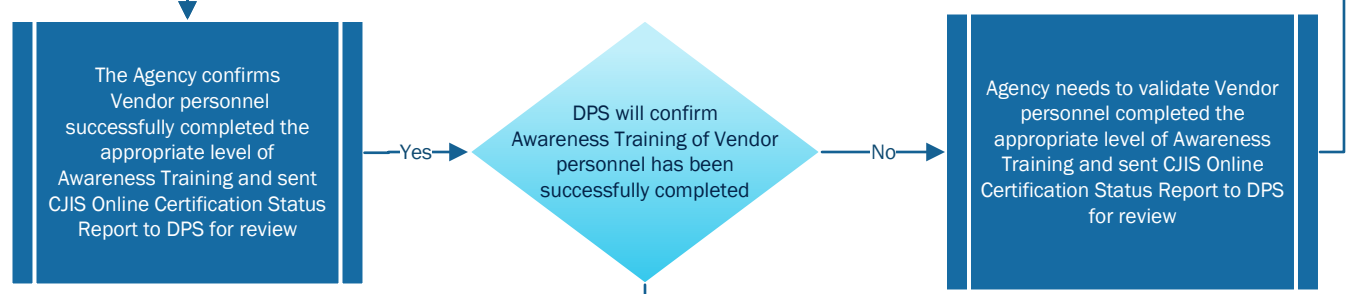 The Agency confirms
Vendor personnel
successfully completed the
appropriate level of
Awareness Training and sent
CJIS Online Certification Status
Report to DPS for review
Yes
DPS will confirm
Awareness Training of Vendor
personnel has been
successfully completed
No
Agency needs to validate Vendor
personnel completed the
appropriate level of Awareness
Training and sent CJIS Online
Certification Status Report to DPS
for review